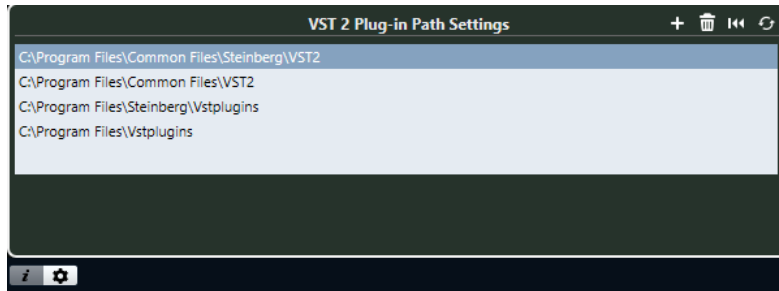 VST 2 Plug-in Path Settings
C:\Program Files\Common Files\Steinberg\VST2
C:\Program Files\Common Files\VST2
C:\Program Files\Steinberg\Vstplugins
C:\Program Files\Vstplugins
i